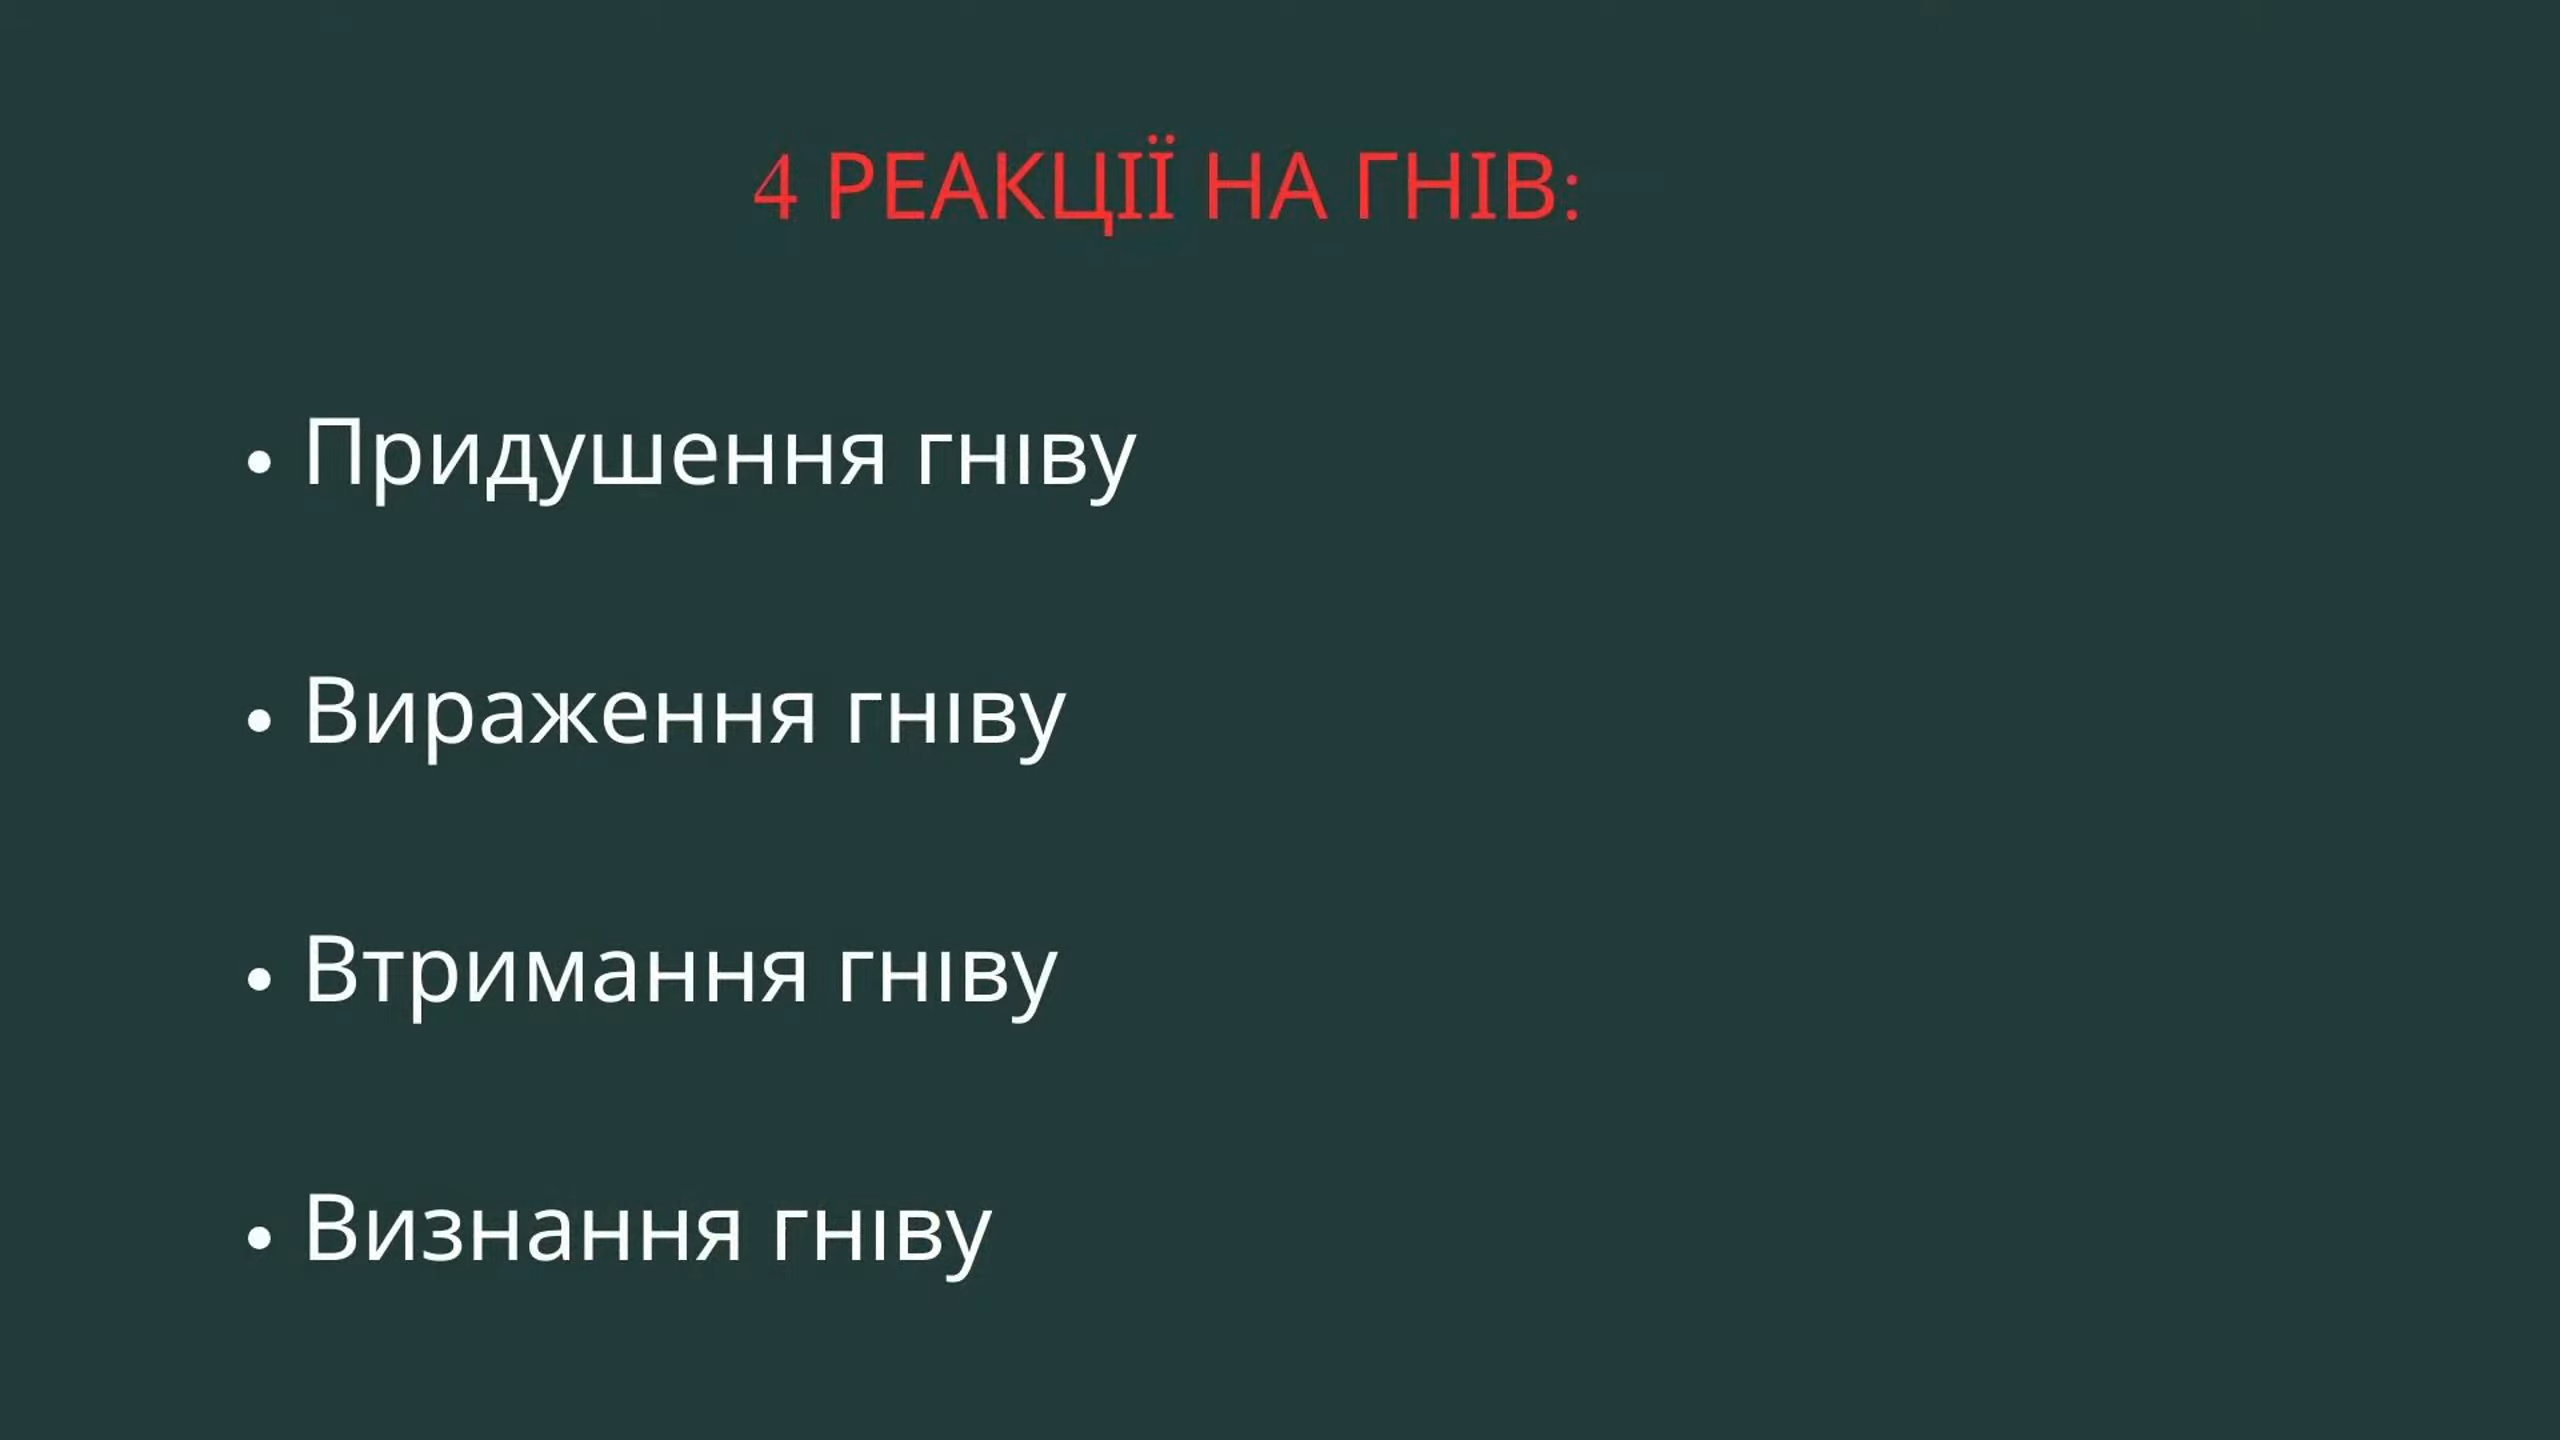 4 РЕАКЦІЇ НА ГНІВ:
• Придушення гніву
• Вираження гніву
• Втримання гніву
• Визнання гніву